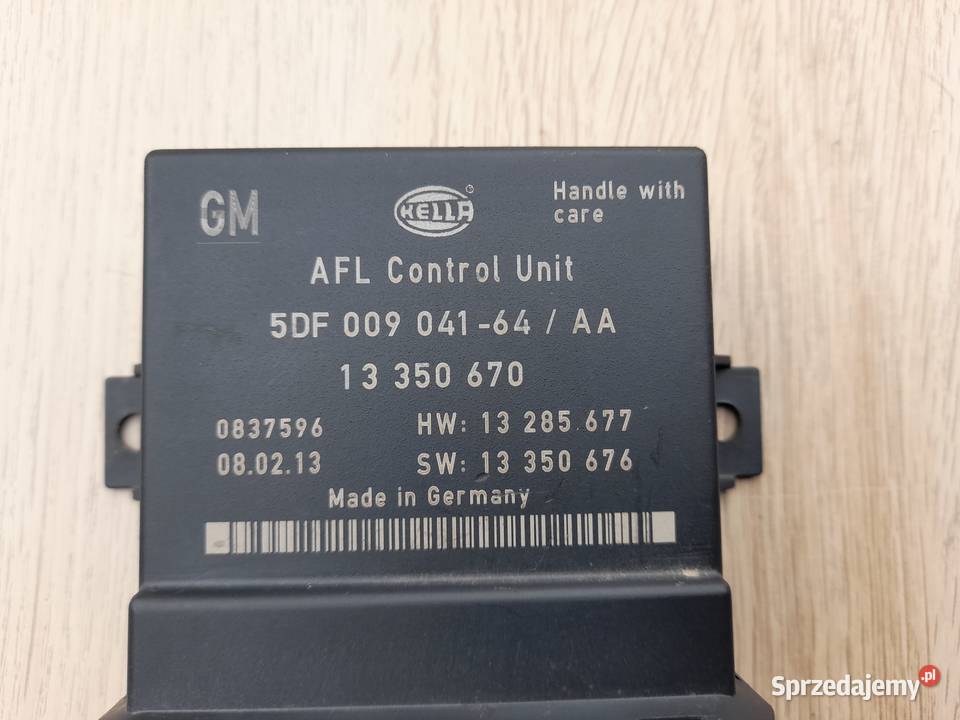 GM
HELLA
Handle with
care
AFL Control Unit
5DF 009 041-64 / AA
13 350 670
0837596
HW: 13 285 677
08.02.13
SW: 13 350 676
Made in Germany
Sprzedajemy.pl